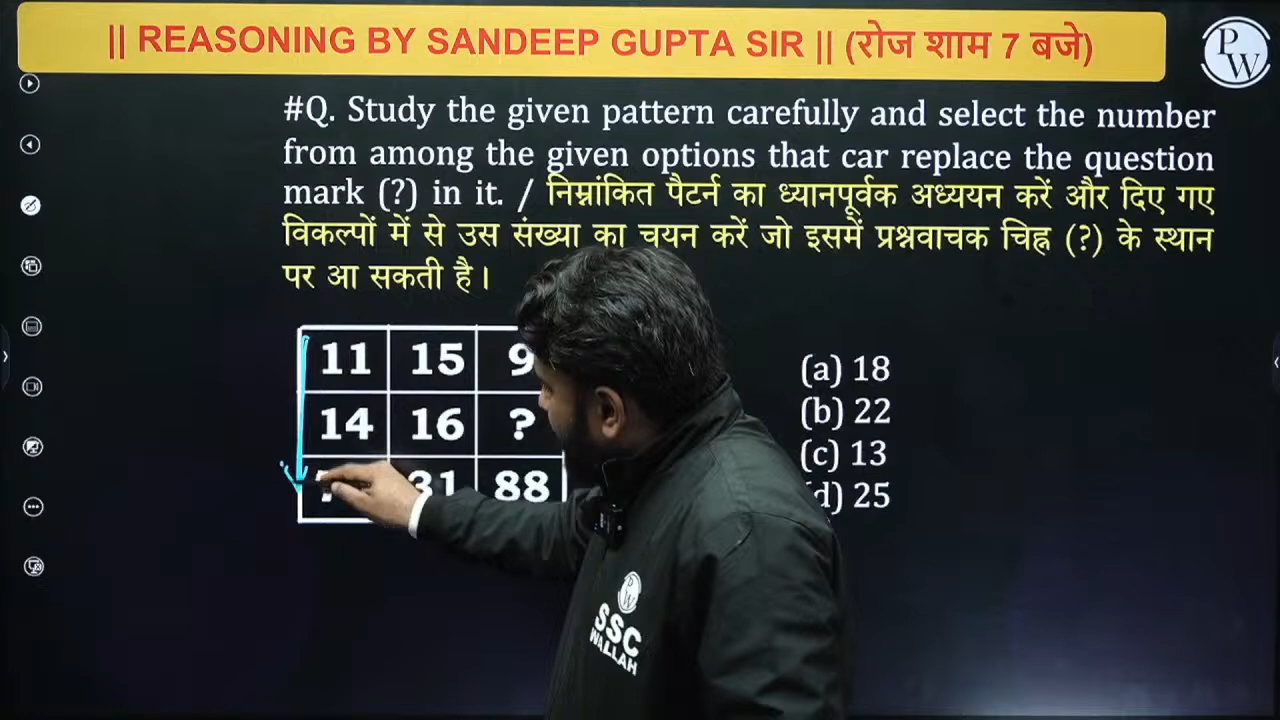 || REASONING BY SANDEEP GUPTA SIR || (रोज शाम 7 बजे)
PW
#Q. Study the given pattern carefully and select the number
from among the given options that car replace the question
mark (?) in it. / निम्नांकित पैटर्न का ध्यानपूर्वक अध्ययन करें और दिए गए
विकल्पों में से उस संख्या का चयन करें जो इसमें प्रश्नवाचक चिह्न (?) के स्थान
पर आ सकती है।
11 15 9
14 16 ?
31 88
(a) 18
(b) 22
(c) 13
d) 25
PW
SSC
WALLAH